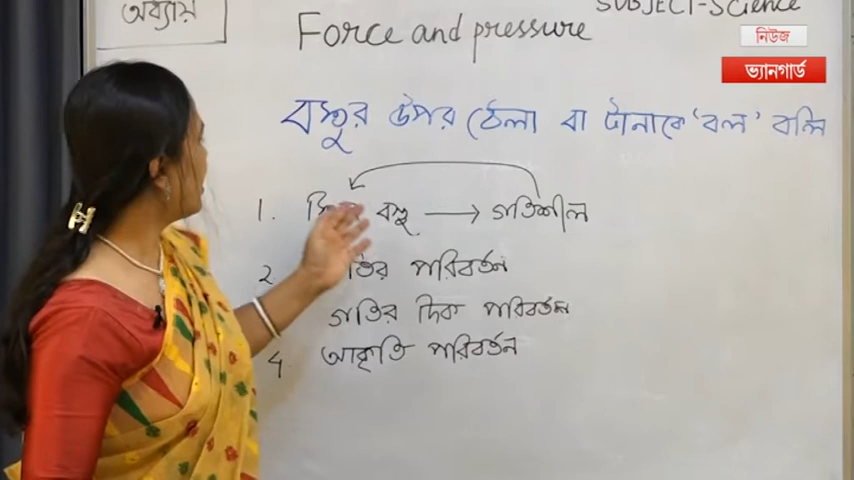 অধ্যায়
SUBJECT-Science
Force and pressure
নিউজ
ভ্যানগার্ড
বস্তুর উপর ঠেলা বা টানাকে 'বল' বলি
1. বস্তু → গতিশীল
2 পরিবর্তন
গতির দিক পরিবর্তন
4 আকৃতি পরিবর্তন